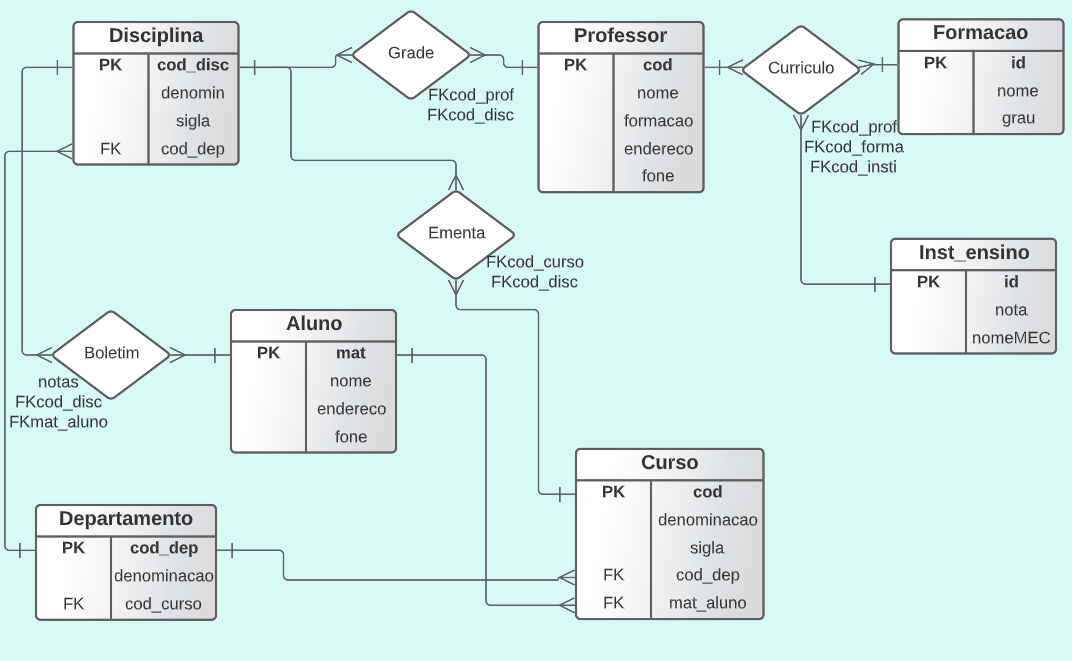 Disciplina
PK cod_disc
denomin
sigla
FK cod_dep
Grade
FKcod_prof
FKcod_disc
Professor
PK cod
nome
formacao
endereco
fone
Curriculo
FKcod_prof
FKcod_forma
FKcod_insti
Formacao
PK id
nome
grau
Ementa
FKcod_curso
FKcod_disc
Inst_ensino
PK id
nota
nomeMEC
Boletim
notas
FKcod_disc
FKmat_aluno
Aluno
PK mat
nome
endereco
fone
Curso
PK cod
denominacao
sigla
FK cod_dep
FK mat_aluno
Departamento
PK cod_dep
denominacao
FK cod_curso